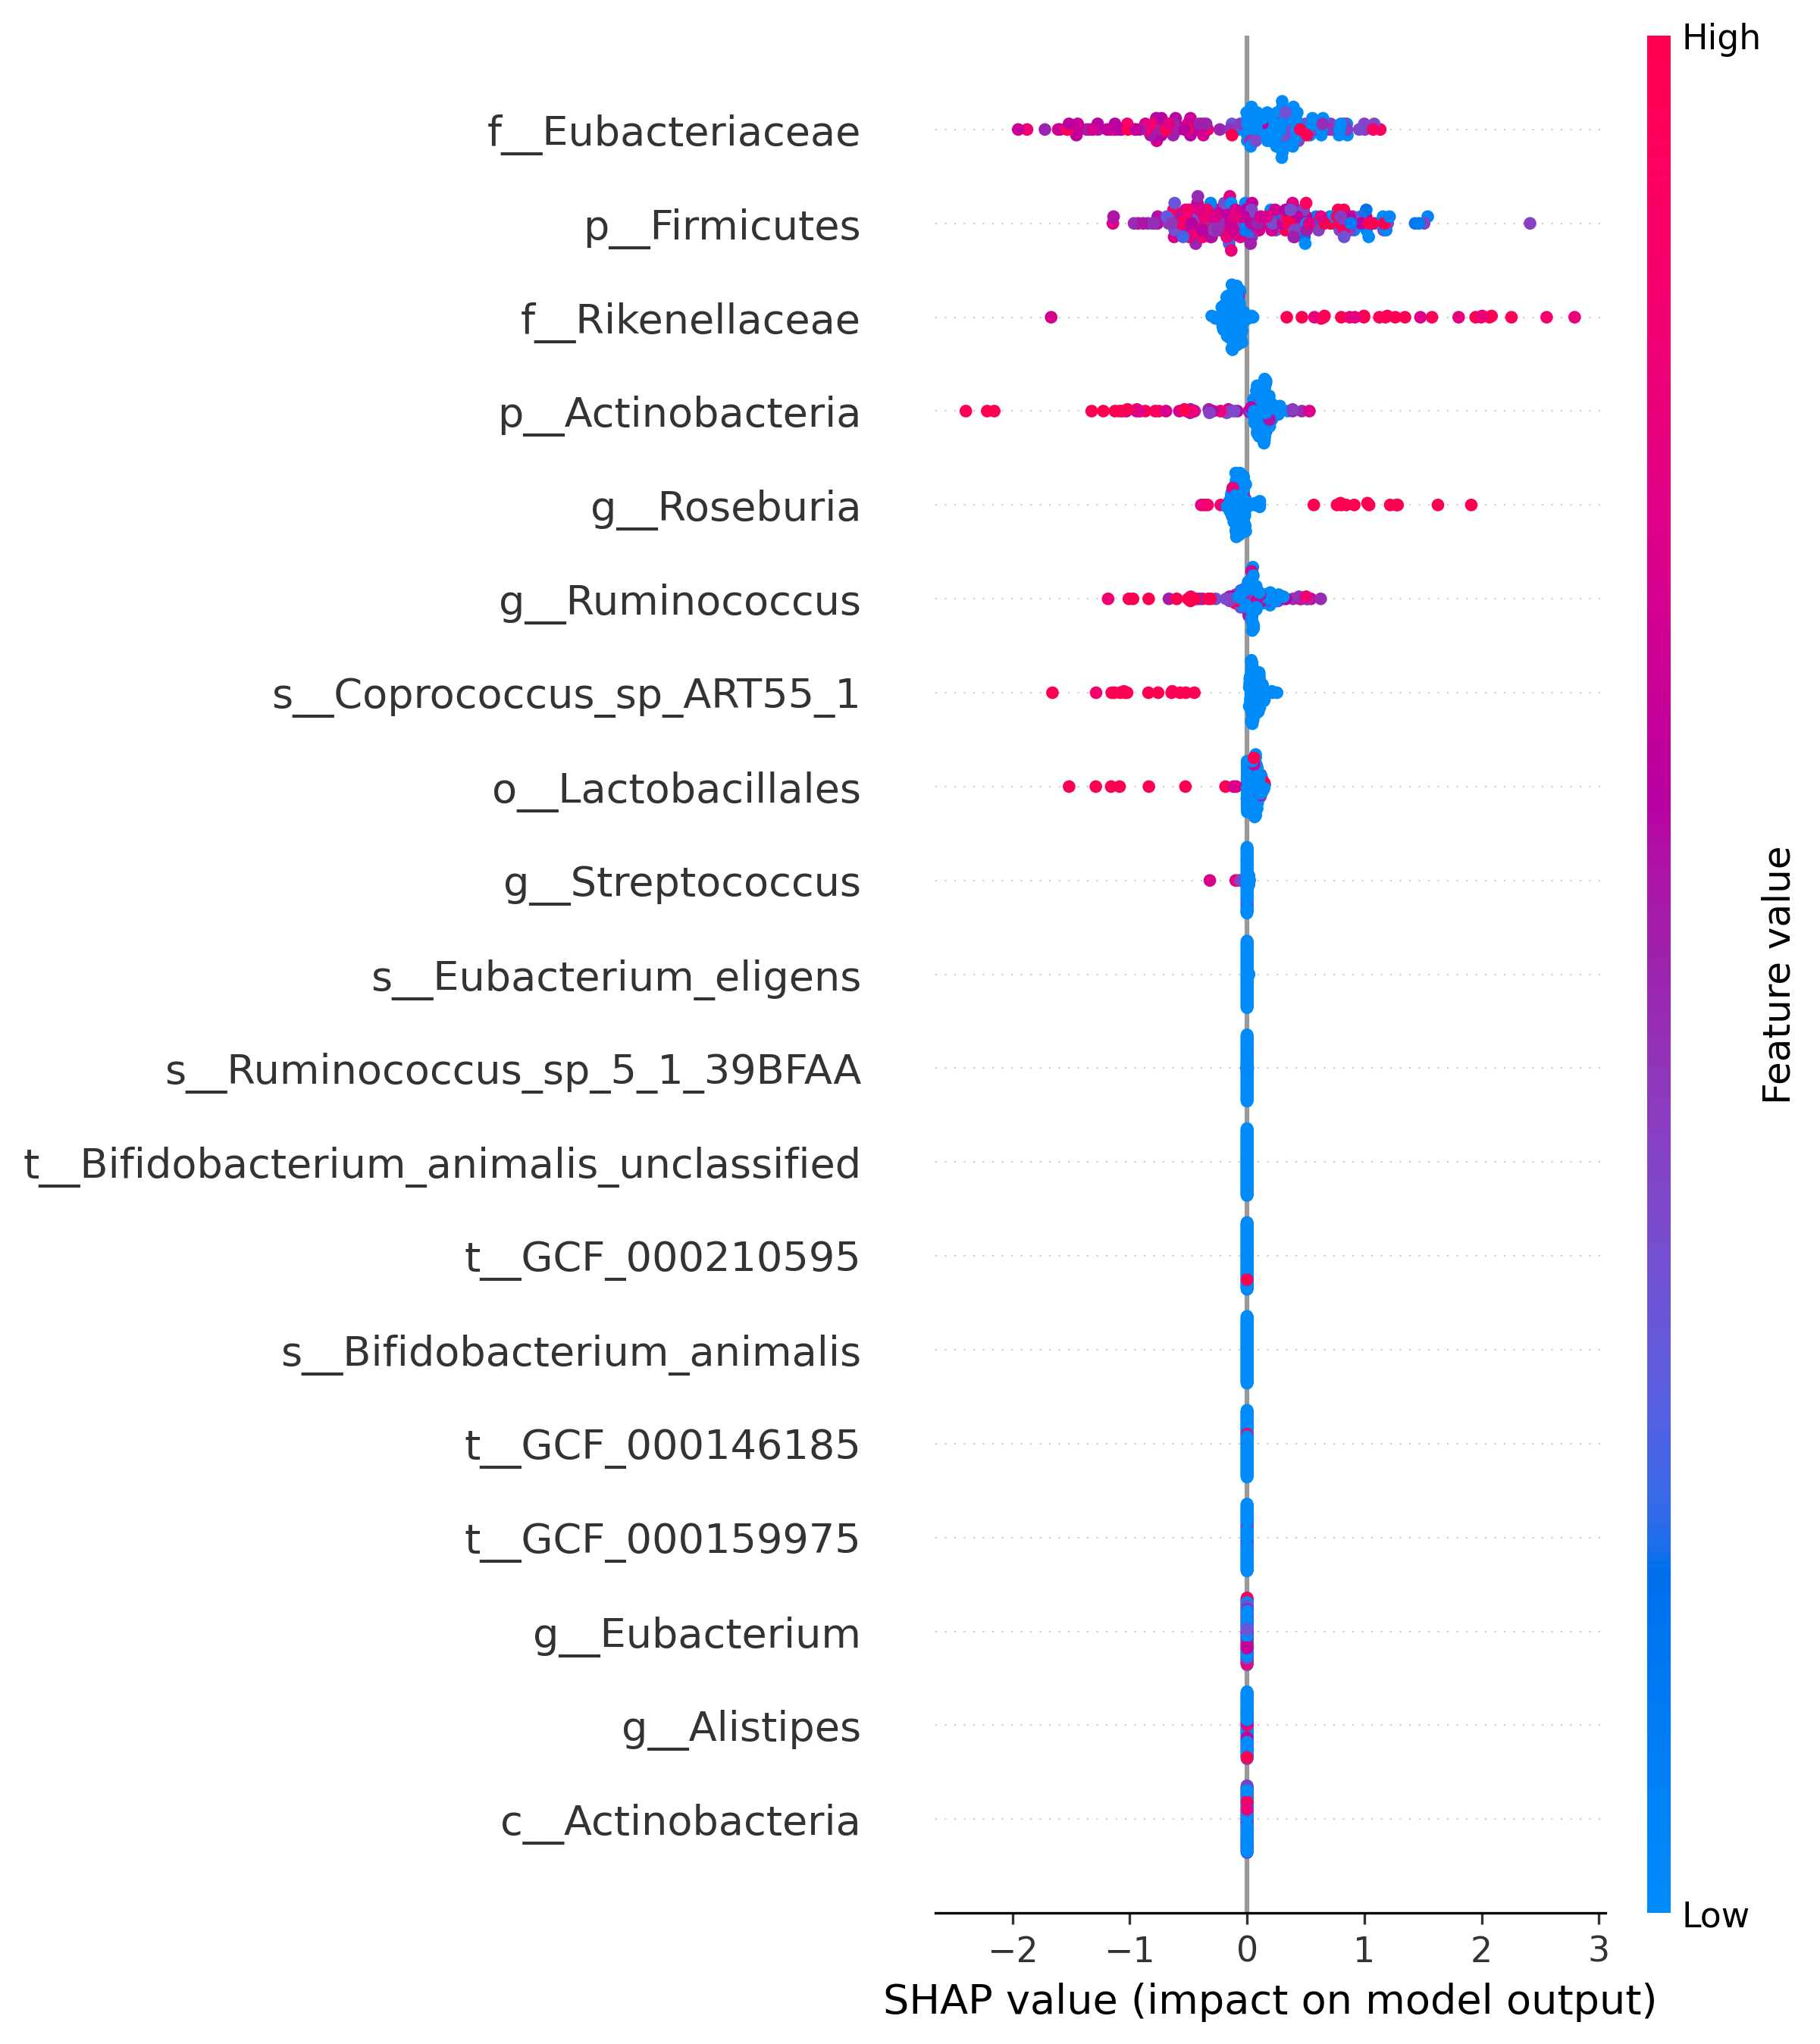 High
f__Eubacteriaceae
p__Firmicutes
f__Rikenellaceae
p__Actinobacteria
g__Roseburia
g__Ruminococcus
s__Coprococcus_sp_ART55_1
o__Lactobacillales
g__Streptococcus
s__Eubacterium_eligens
s__Ruminococcus_sp_5_1_39BFAA
t__Bifidobacterium_animalis_unclassified
t__GCF_000210595
s__Bifidobacterium_animalis
t__GCF_000146185
t__GCF_000159975
g__Eubacterium
g__Alistipes
c__Actinobacteria
Feature value
Low
−2 −1 0 1 2 3
SHAP value (impact on model output)